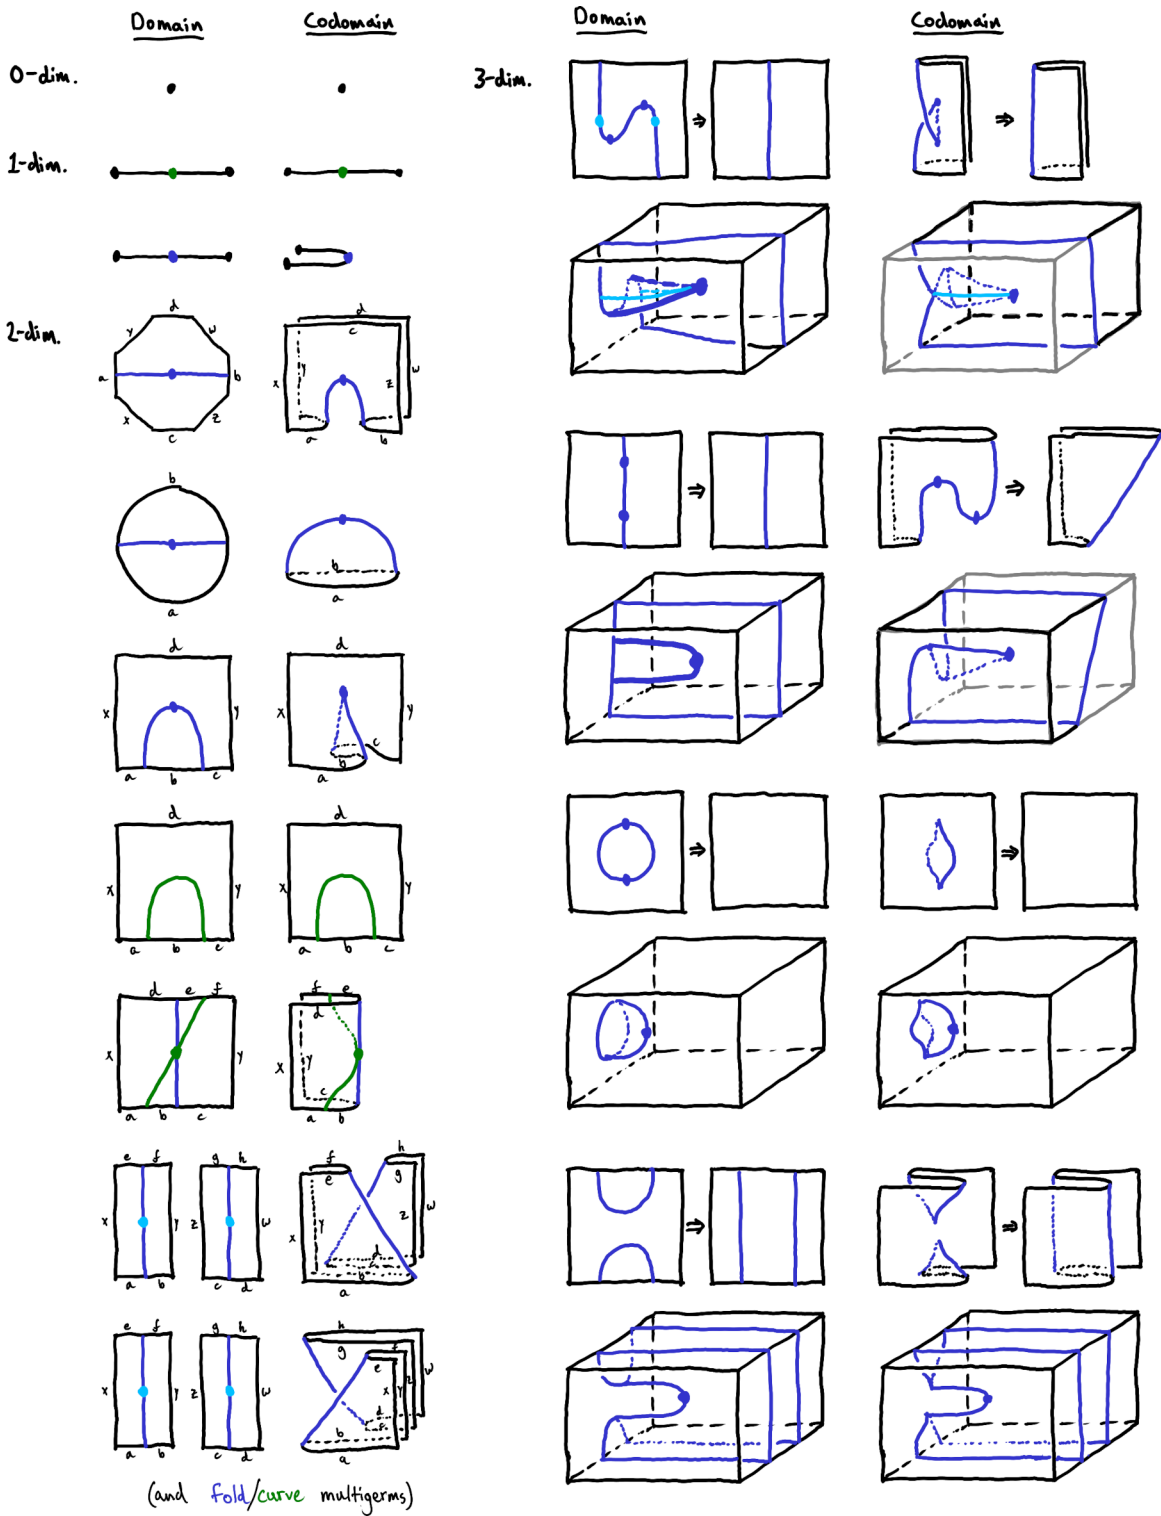 Domain
Codomain
0-dim.
1-dim.
2-dim.
d
y w
a b
x z
c
d
c
y z w
x
a b
b
a
b
a
d
x y
a b c
d
x y
c
b
a
d
x y
a b c
d
x y
a b c
d e f
x y
a b c
f e
d
x y
c
a b
e f g h
x y z w
a b c d
h
f g
e
y z w
x
d
c
b
a
e f g h
x y z w
a b c d
h
g f
e
x y z w
d
b c
a
(and fold/curve multigerms)
Domain
Codomain
3-dim.
⇒ ⇒
⇒ ⇒
⇒ ⇒
⇒ ⇒